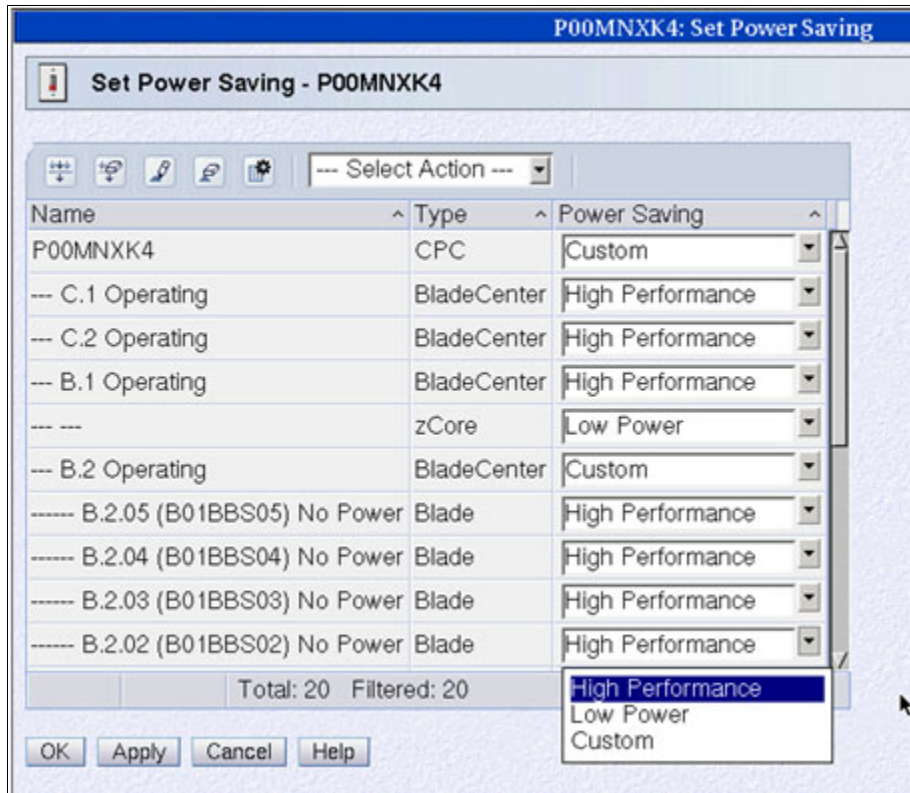 P00MNXK4: Set Power Saving
Set Power Saving - P00MNXK4
--- Select Action ---
Name Type Power Saving
P00MNXK4 CPC Custom
--- C.1 Operating BladeCenter High Performance
--- C.2 Operating BladeCenter High Performance
--- B.1 Operating BladeCenter High Performance
--- --- zCore Low Power
--- B.2 Operating BladeCenter Custom
------ B.2.05 (B01BBS05) No Power Blade High Performance
------ B.2.04 (B01BBS04) No Power Blade High Performance
------ B.2.03 (B01BBS03) No Power Blade High Performance
------ B.2.02 (B01BBS02) No Power Blade High Performance
Total: 20 Filtered: 20
High Performance
Low Power
Custom
OK Apply Cancel Help